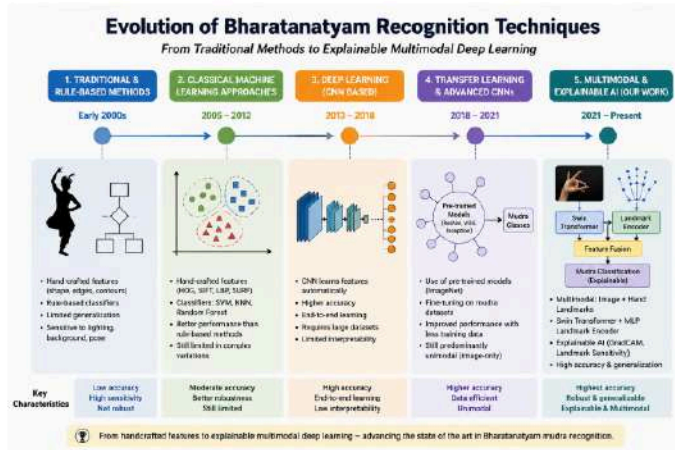 Evolution of Bharatanatyam Recognition Techniques
From Traditional Methods to Explainable Multimodal Deep Learning
1. TRADITIONAL &
RULE-BASED METHODS
2. CLASSICAL MACHINE
LEARNING APPROACHES
3. DEEP LEARNING
(CNN BASED)
4. TRANSFER LEARNING
& ADVANCED CNNs
5. MULTIMODAL &
EXPLAINABLE AI (OUR WORK)
Early 2000s
2005 – 2012
2013 – 2018
2018 – 2021
2021 – Present
Pre-trained
Models
(ResNet, VGG,
Inception)
Mudra
Classes
Swin
Transformer
Landmark
Encoder
Feature Fusion
Mudra Classification
(Explainable)
• Hand crafted features
(shape, edges, contours)
• Rule-based classifiers
• Limited generalization
• Sensitive to lighting,
background, pose
• Hand-crafted features
(HOG, SIFT, LBP, SURF)
• Classifiers: SVM, KNN,
Random Forest
• Better performance than
rule-based methods
• Still limited in complex
variations
• CNN learns features
automatically
• Higher accuracy
• End-to-end learning
• Requires large datasets
• Limited interpretability
• Use of pre-trained models
(ImageNet)
• Fine-tuning on mudra
datasets
• Improved performance with
less training data
• Still predominantly
unimodal (image-only)
• Multimodal: Image + Hand
Landmarks
• Swin Transformer + MLP
Landmark Encoder
• Explainable AI (GradCAM,
Landmark Sensitivity)
• High accuracy & generalization
Key
Characteristics
Low accuracy
High sensitivity
Not robust
Moderate accuracy
Better robustness
Still limited
High accuracy
End-to-end learning
Low interpretability
Higher accuracy
Data efficient
Unimodal
Highest accuracy
Robust & generalizable
Explainable & Multimodal
From handcrafted features to explainable multimodal deep learning – advancing the state of the art in Bharatanatyam mudra recognition.